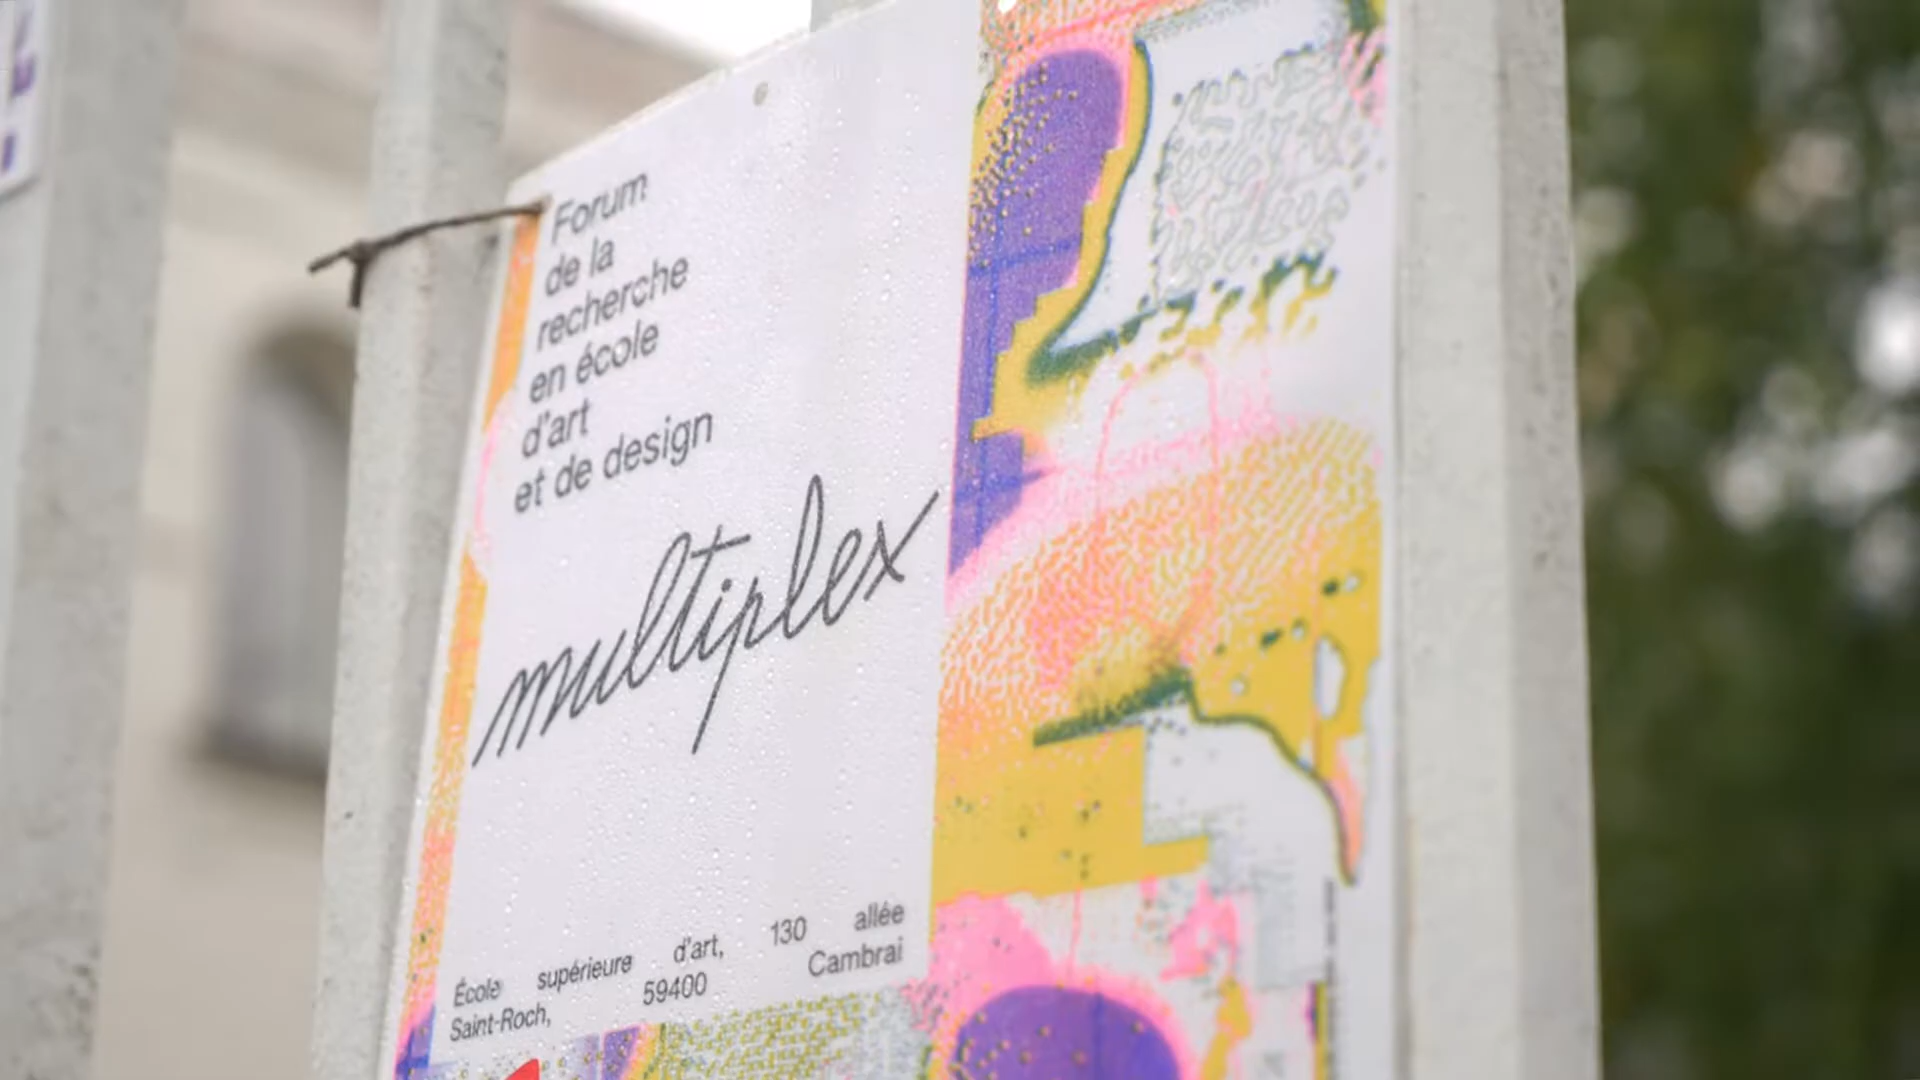 Forum
de la
recherche
en école
d'art
et de design
multiplex
École supérieure d'art, 130 allée
Saint-Roch, 59400 Cambrai